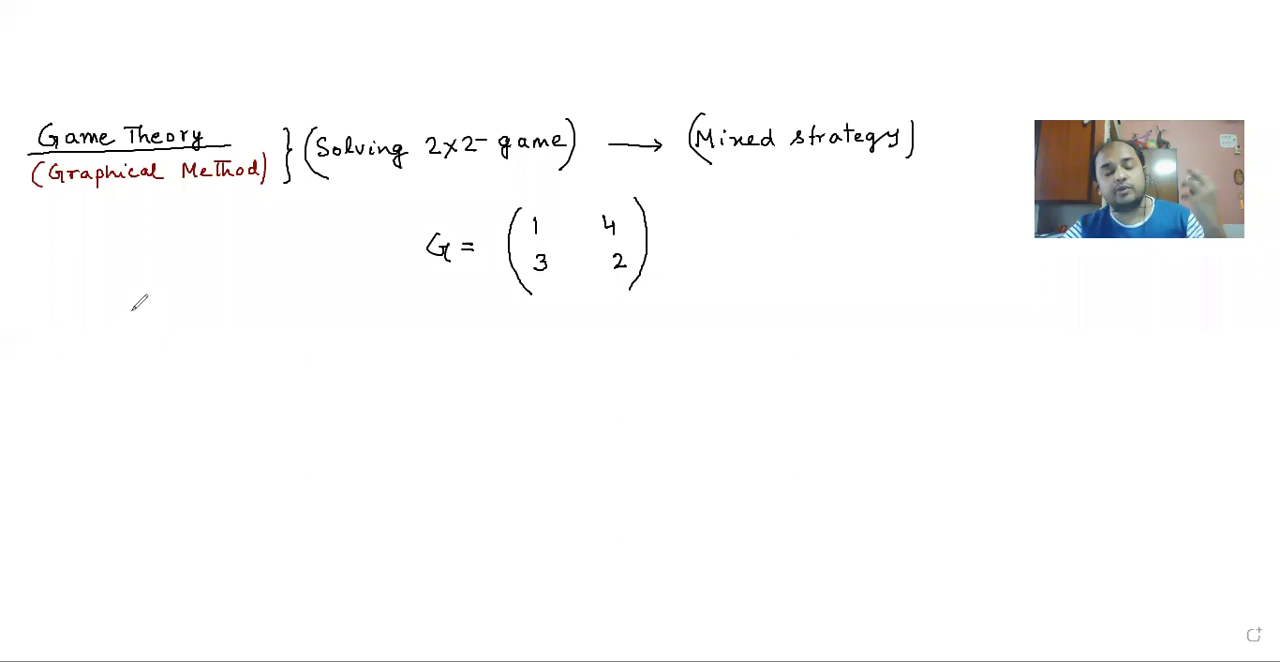 Game Theory } (Solving 2x2- game) → (Mixed strategy)
(Graphical Method)
G = ( 1 4
3 2 )